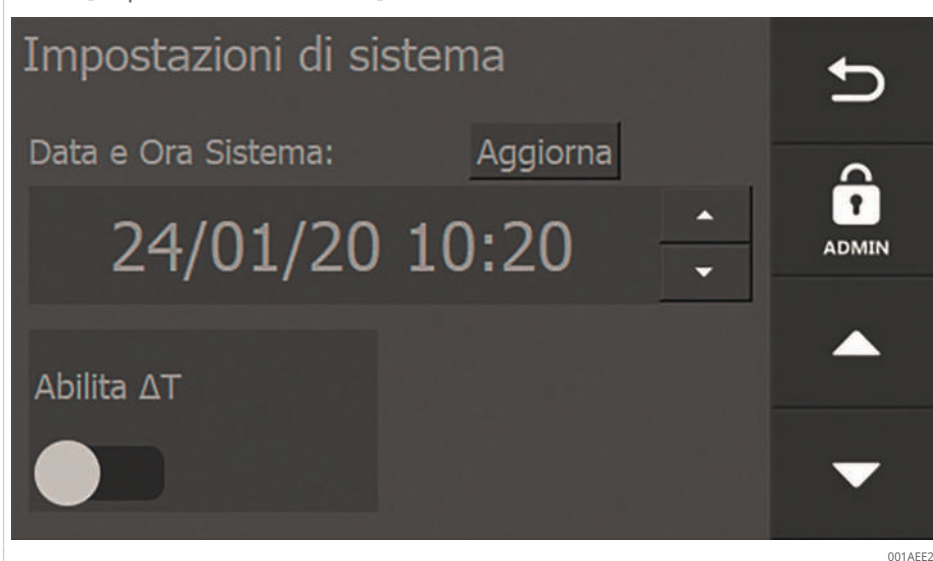 Impostazioni di sistema
Data e Ora Sistema:
Aggiorna
24/01/20 10:20
ADMIN
Abilita ΔT
001AEE2